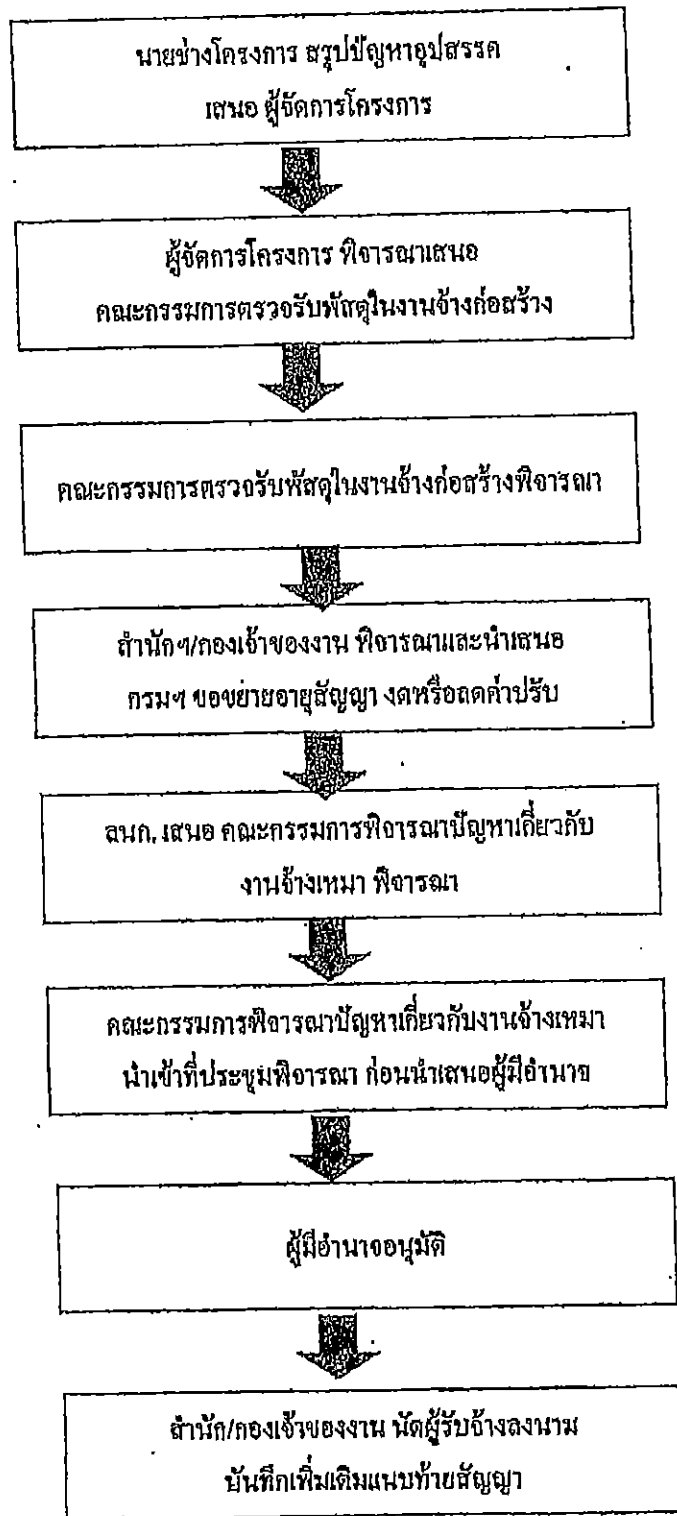 นายช่างโครงการ สรุปปัญหาอุปสรรค
เสนอ ผู้จัดการโครงการ
ผู้จัดการโครงการ พิจารณาเสนอ
คณะกรรมการตรวจรับพัสดุในงานจ้างก่อสร้าง
คณะกรรมการตรวจรับพัสดุในงานจ้างก่อสร้างพิจารณา
สำนักฯ/กองเจ้าของงาน พิจารณาและนำเสนอ
กรมฯ ขอขยายอายุสัญญา งดหรือลดค่าปรับ
ลนก. เสนอ คณะกรรมการพิจารณาปัญหาเกี่ยวกับ
งานจ้างเหมา พิจารณา
คณะกรรมการพิจารณาปัญหาเกี่ยวกับงานจ้างเหมา
นำเข้าที่ประชุมพิจารณา ก่อนนำเสนอผู้มีอำนาจ
ผู้มีอำนาจอนุมัติ
สำนัก/กองเจ้าของงาน นัดผู้รับจ้างลงนาม
บันทึกเพิ่มเติมแนบท้ายสัญญา